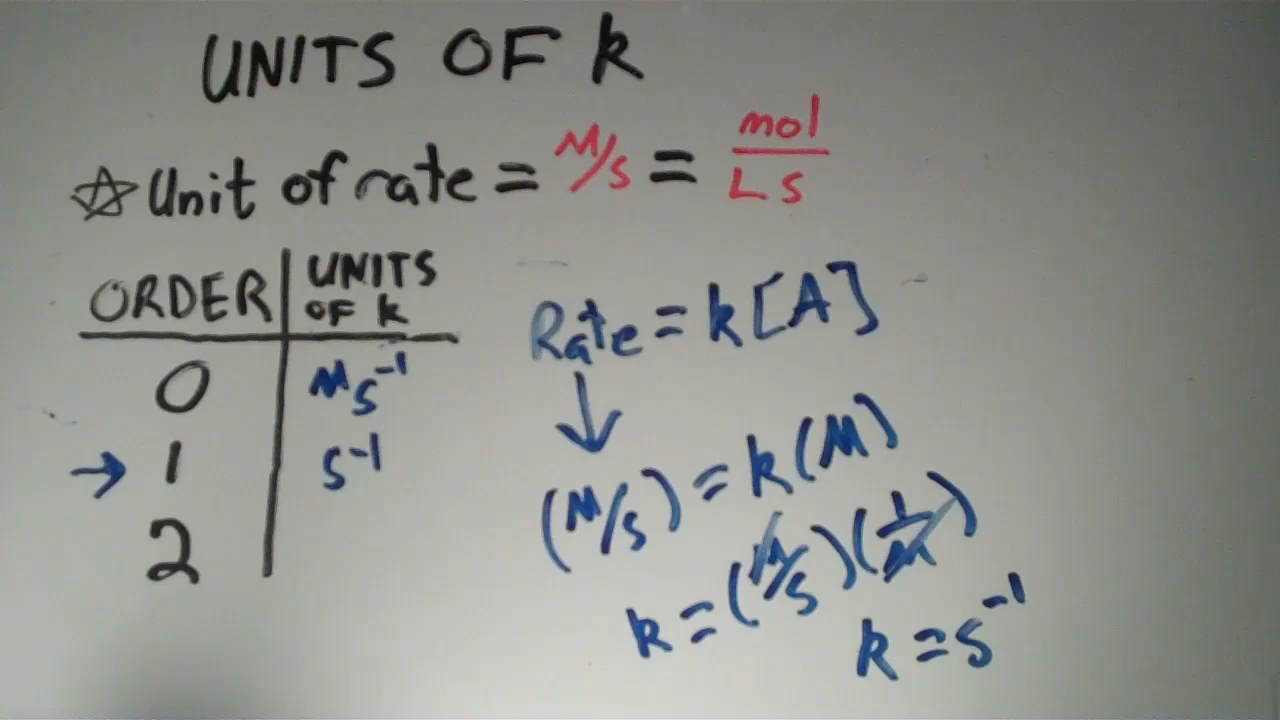 UNITS OF k
☆ Unit of rate = M/s = mol/L s
ORDER | UNITS OF k
0 | M s⁻¹
→ 1 | s⁻¹
2
Rate = k[A]
↓
(M/s) = k(M)
k = (M/s)(1/M)
k = s⁻¹